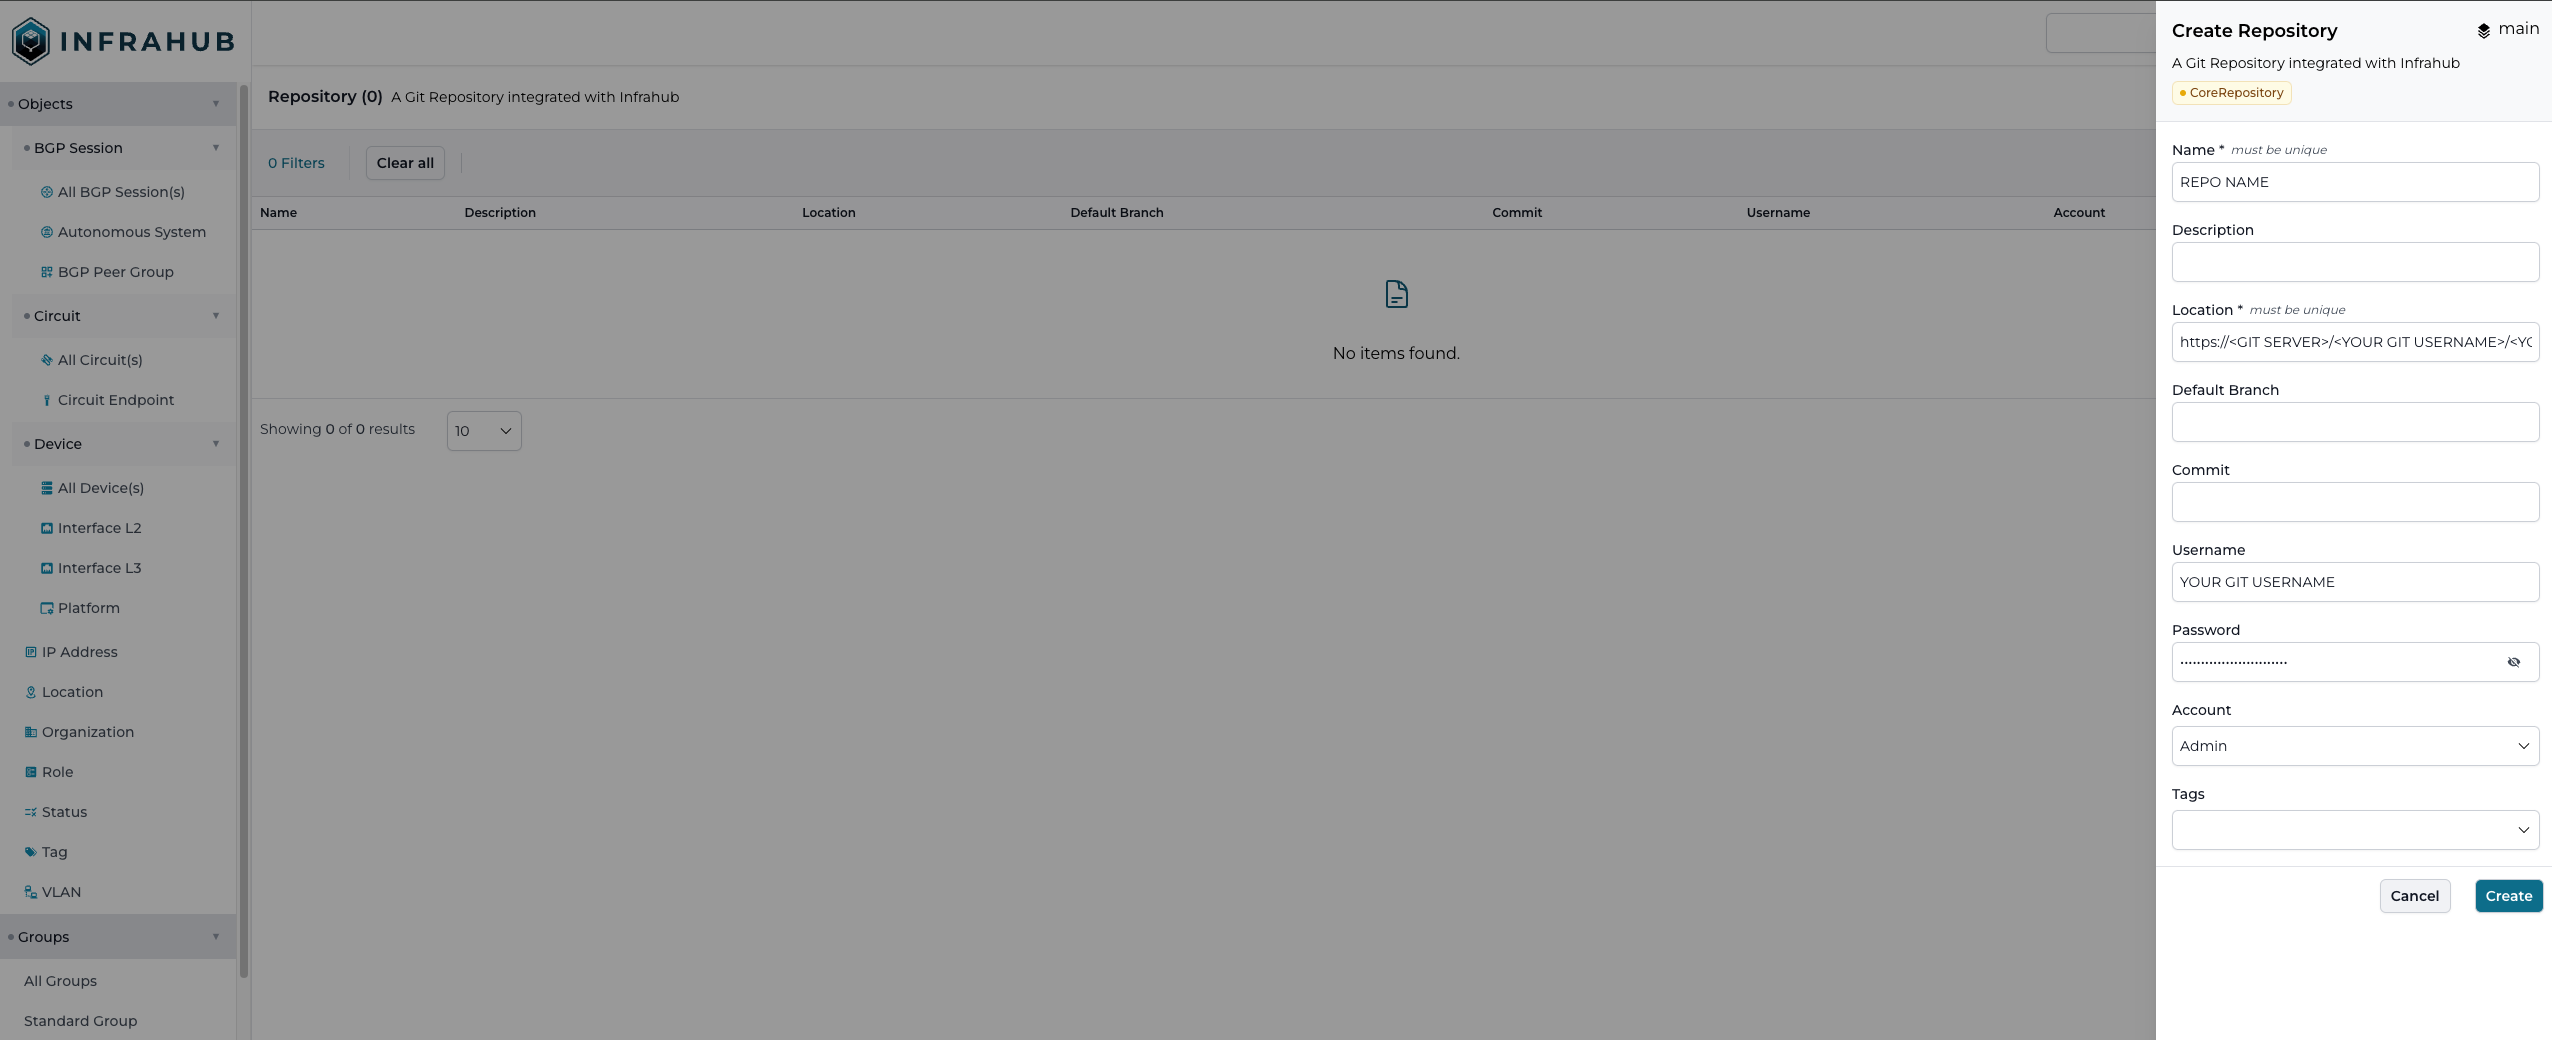 INFRAHUB
Objects
BGP Session
All BGP Session(s)
Autonomous System
BGP Peer Group
Circuit
All Circuit(s)
Circuit Endpoint
Device
All Device(s)
Interface L2
Interface L3
Platform
IP Address
Location
Organization
Role
Status
Tag
VLAN
Groups
All Groups
Standard Group
Repository (0) A Git Repository integrated with Infrahub
0 Filters Clear all
Name Description Location Default Branch Commit Username Account
No items found.
Showing 0 of 0 results 10
Create Repository main
A Git Repository integrated with Infrahub
CoreRepository
Name * must be unique
REPO NAME
Description
Location * must be unique
https://<GIT SERVER>/<YOUR GIT USERNAME>/<YO
Default Branch
Commit
Username
YOUR GIT USERNAME
Password
Account
Admin
Tags
Cancel Create